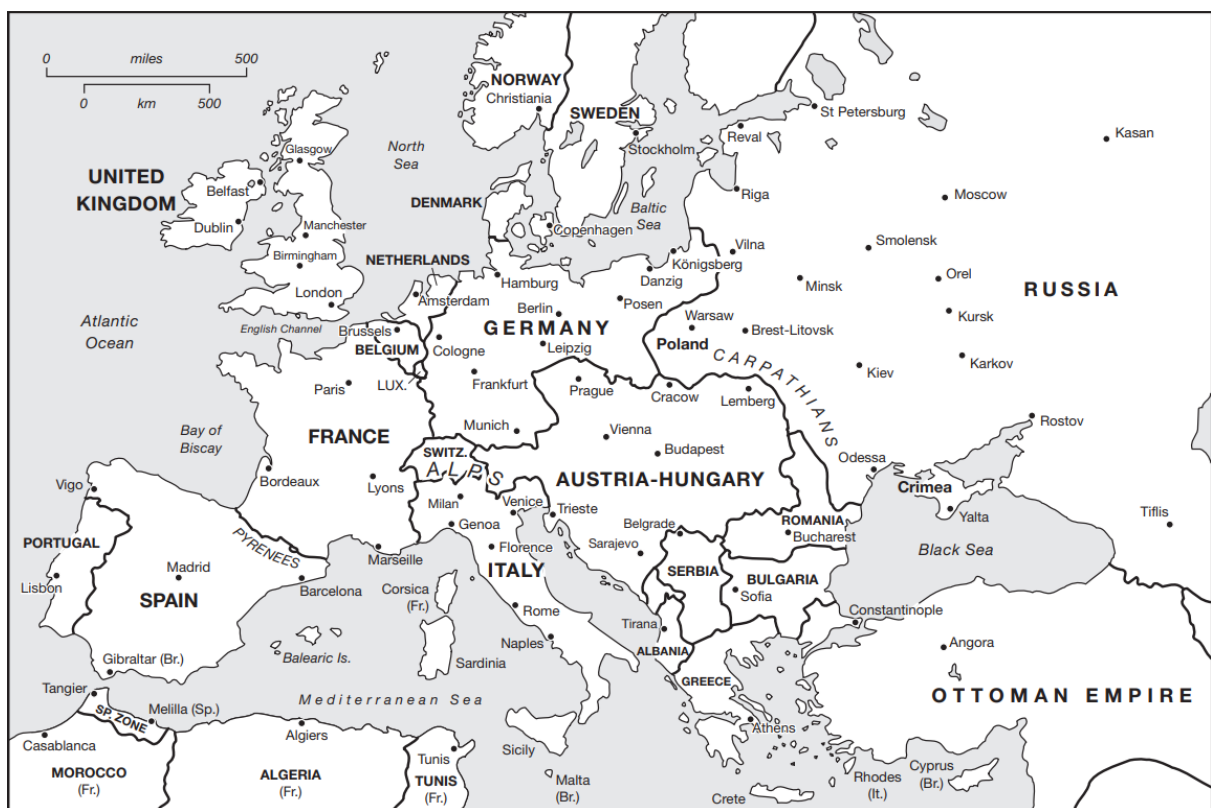 0 miles 500
0 km 500
NORWAY
Christiania
SWEDEN
Stockholm
St Petersburg
Reval
Kasan
North
Sea
Glasgow
UNITED
KINGDOM
Belfast
Dublin
Manchester
Birmingham
London
DENMARK
Copenhagen
Baltic
Sea
Riga
Moscow
Vilna
Smolensk
Königsberg
Danzig
Minsk
Orel
RUSSIA
Kursk
Karkov
Kiev
NETHERLANDS
Amsterdam
Hamburg
Berlin
Posen
GERMANY
Leipzig
Warsaw
Poland
Brest-Litovsk
CARPATHIANS
Atlantic
Ocean
English Channel
Brussels
BELGIUM
Cologne
LUX.
Frankfurt
Paris
Prague
Cracow
Lemberg
Rostov
Munich
Vienna
Budapest
Bay of
Biscay
FRANCE
SWITZ.
ALPS
AUSTRIA-HUNGARY
Odessa
Crimea
Yalta
Tiflis
Bordeaux
Lyons
Milan
Venice
Trieste
Genoa
Vigo
PYRENEES
Marseille
Florence
ITALY
Belgrade
Sarajevo
ROMANIA
Bucharest
Black Sea
PORTUGAL
Lisbon
Madrid
SPAIN
Barcelona
Corsica
(Fr.)
Rome
SERBIA
BULGARIA
Sofia
Constantinople
Angora
Tirana
ALBANIA
Naples
Gibraltar (Br.)
Balearic Is.
Sardinia
GREECE
OTTOMAN EMPIRE
Tangier
SP. ZONE
Melilla (Sp.)
Mediterranean Sea
Athens
Casablanca
Algiers
Tunis
Sicily
MOROCCO
(Fr.)
ALGERIA
(Fr.)
TUNIS
(Fr.)
Malta
(Br.)
Crete
Rhodes
(It.)
Cyprus
(Br.)